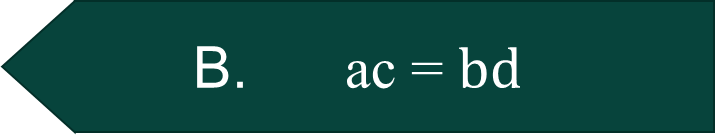 B. ac = bd